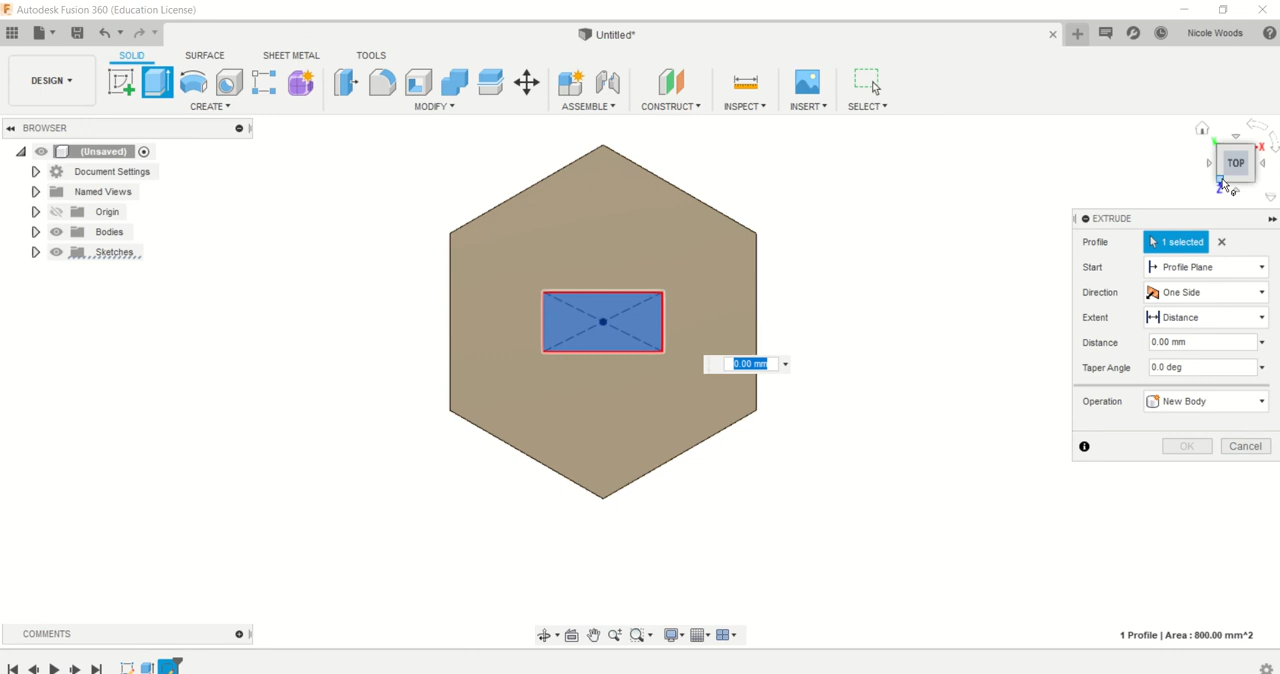 Autodesk Fusion 360 (Education License)
Untitled*
Nicole Woods
DESIGN
SOLID SURFACE SHEET METAL TOOLS
CREATE MODIFY ASSEMBLE CONSTRUCT INSPECT INSERT SELECT
BROWSER
(Unsaved)
Document Settings
Named Views
Origin
Bodies
Sketches
TOP
X
Y
Z
EXTRUDE
Profile 1 selected
Start Profile Plane
Direction One Side
Extent Distance
Distance 0.00 mm
Taper Angle 0.0 deg
Operation New Body
OK Cancel
0.00 mm
COMMENTS
1 Profile | Area : 800.00 mm^2